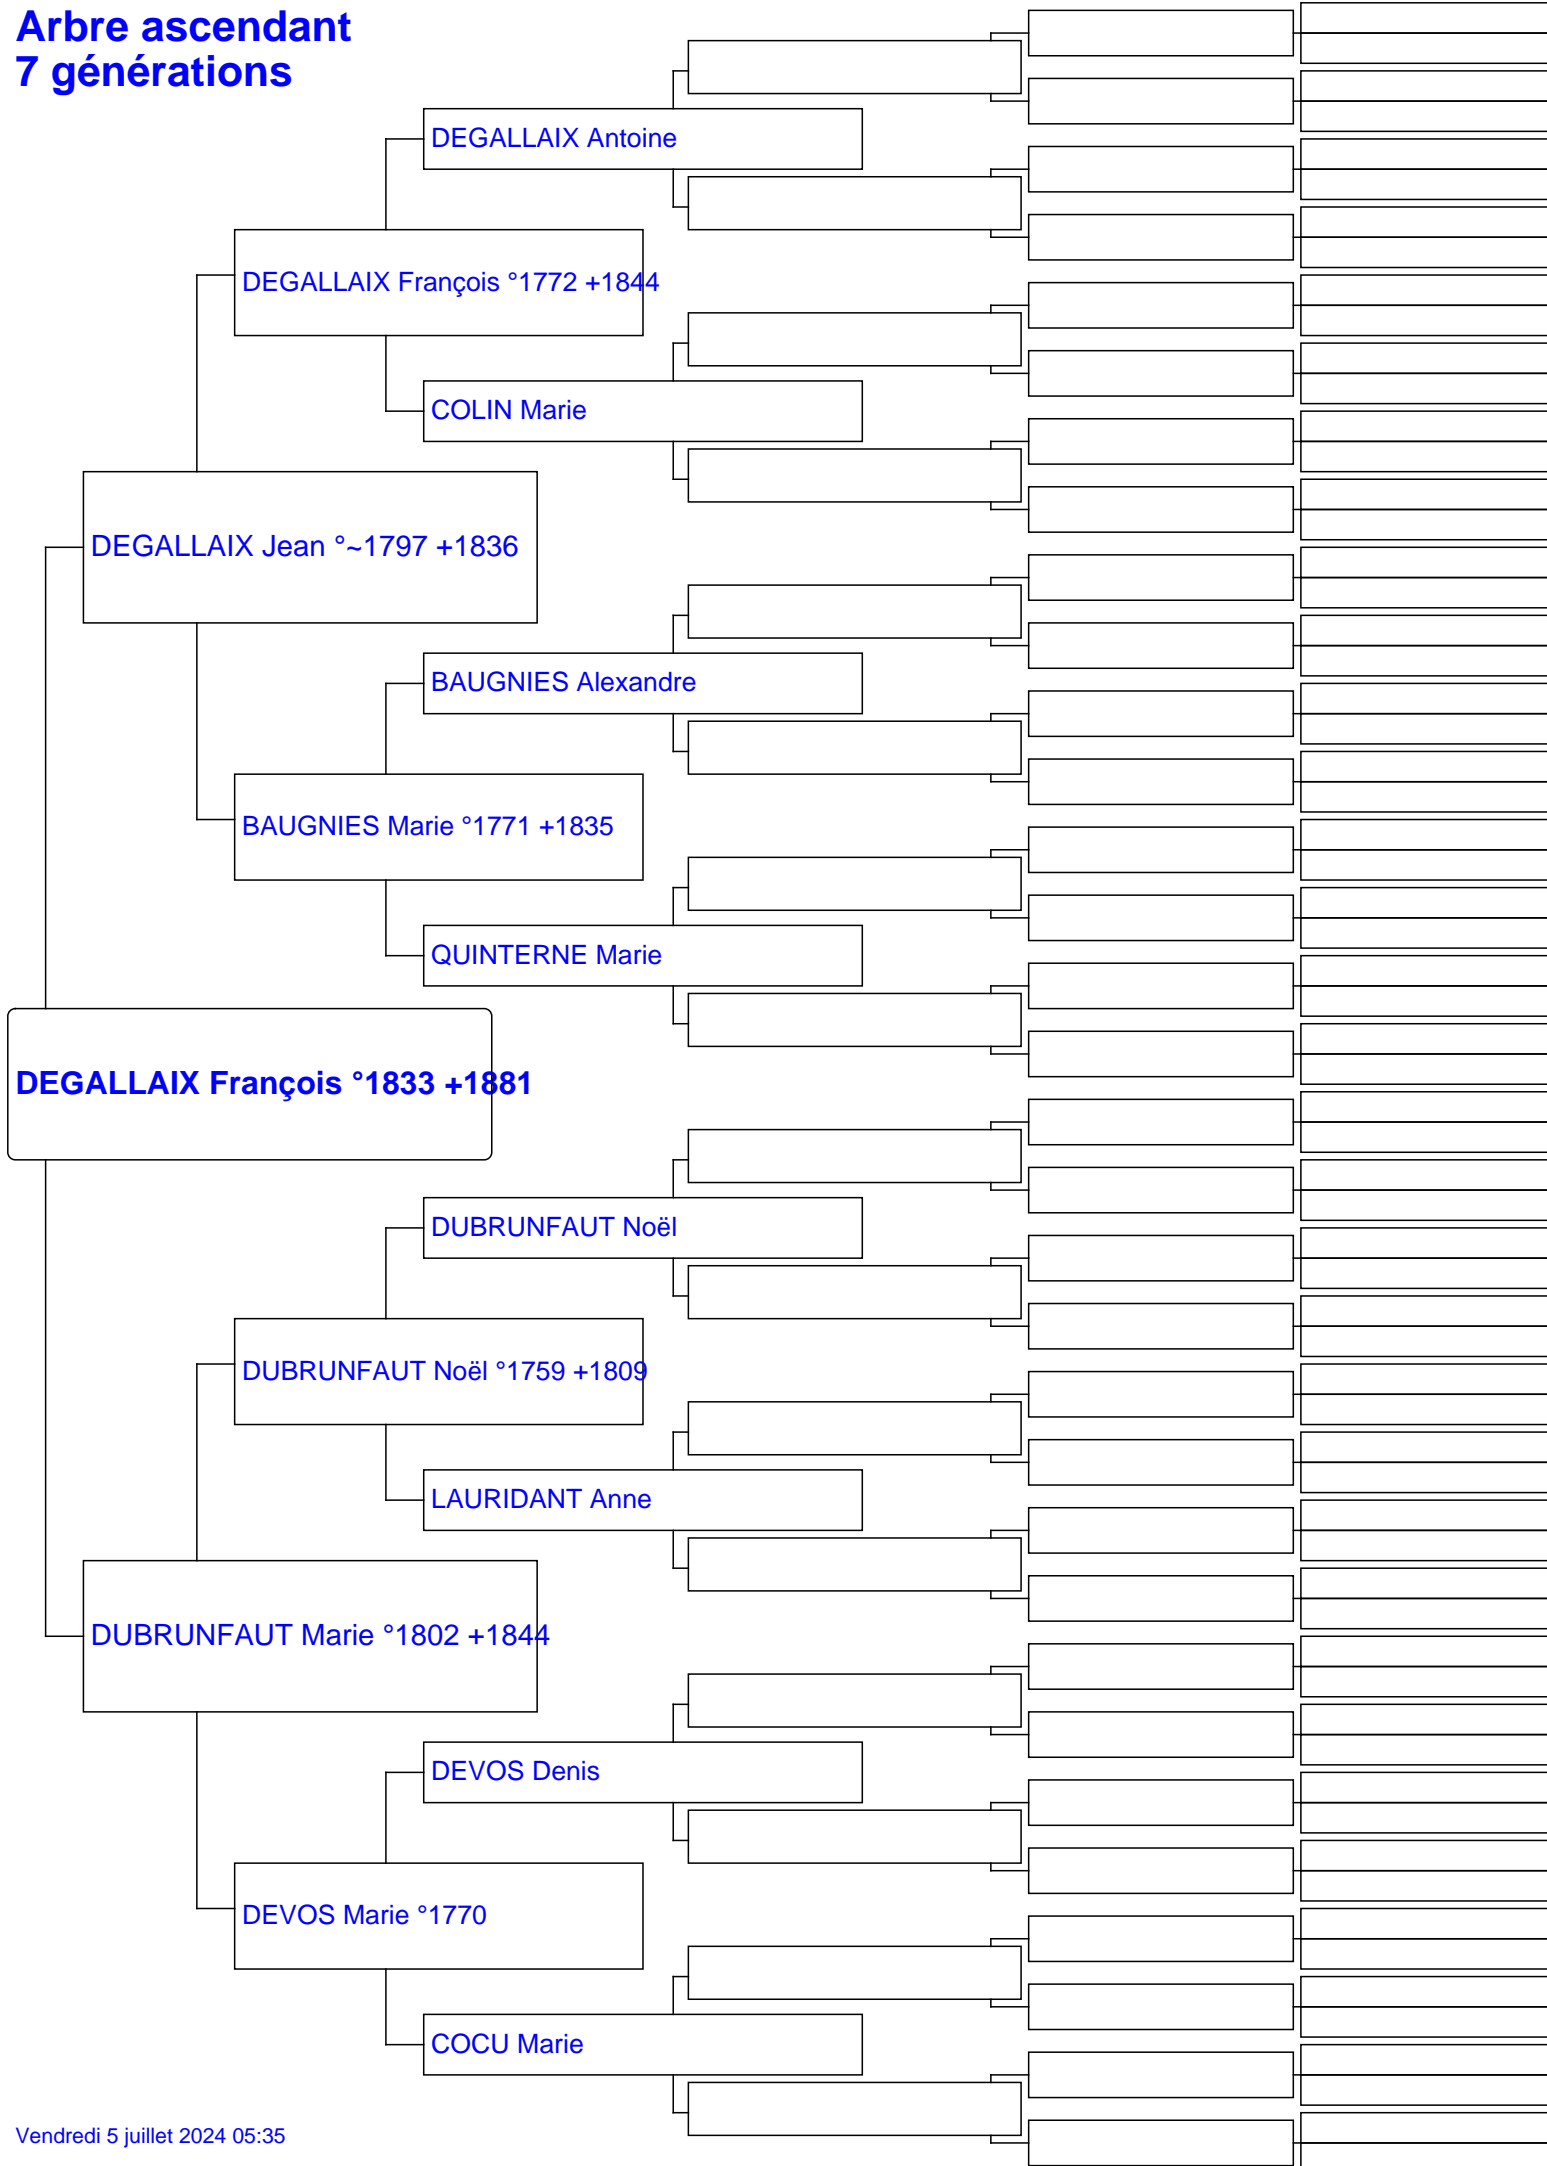 Arbre ascendant
7 générations
DEGALLAIX Antoine
DEGALLAIX François °1772 +1844
COLIN Marie
DEGALLAIX Jean °~1797 +1836
BAUGNIES Alexandre
BAUGNIES Marie °1771 +1835
QUINTERNE Marie
DEGALLAIX François °1833 +1881
DUBRUNFAUT Noël
DUBRUNFAUT Noël °1759 +1809
LAURIDANT Anne
DUBRUNFAUT Marie °1802 +1844
DEVOS Denis
DEVOS Marie °1770
COCU Marie
Vendredi 5 juillet 2024 05:35